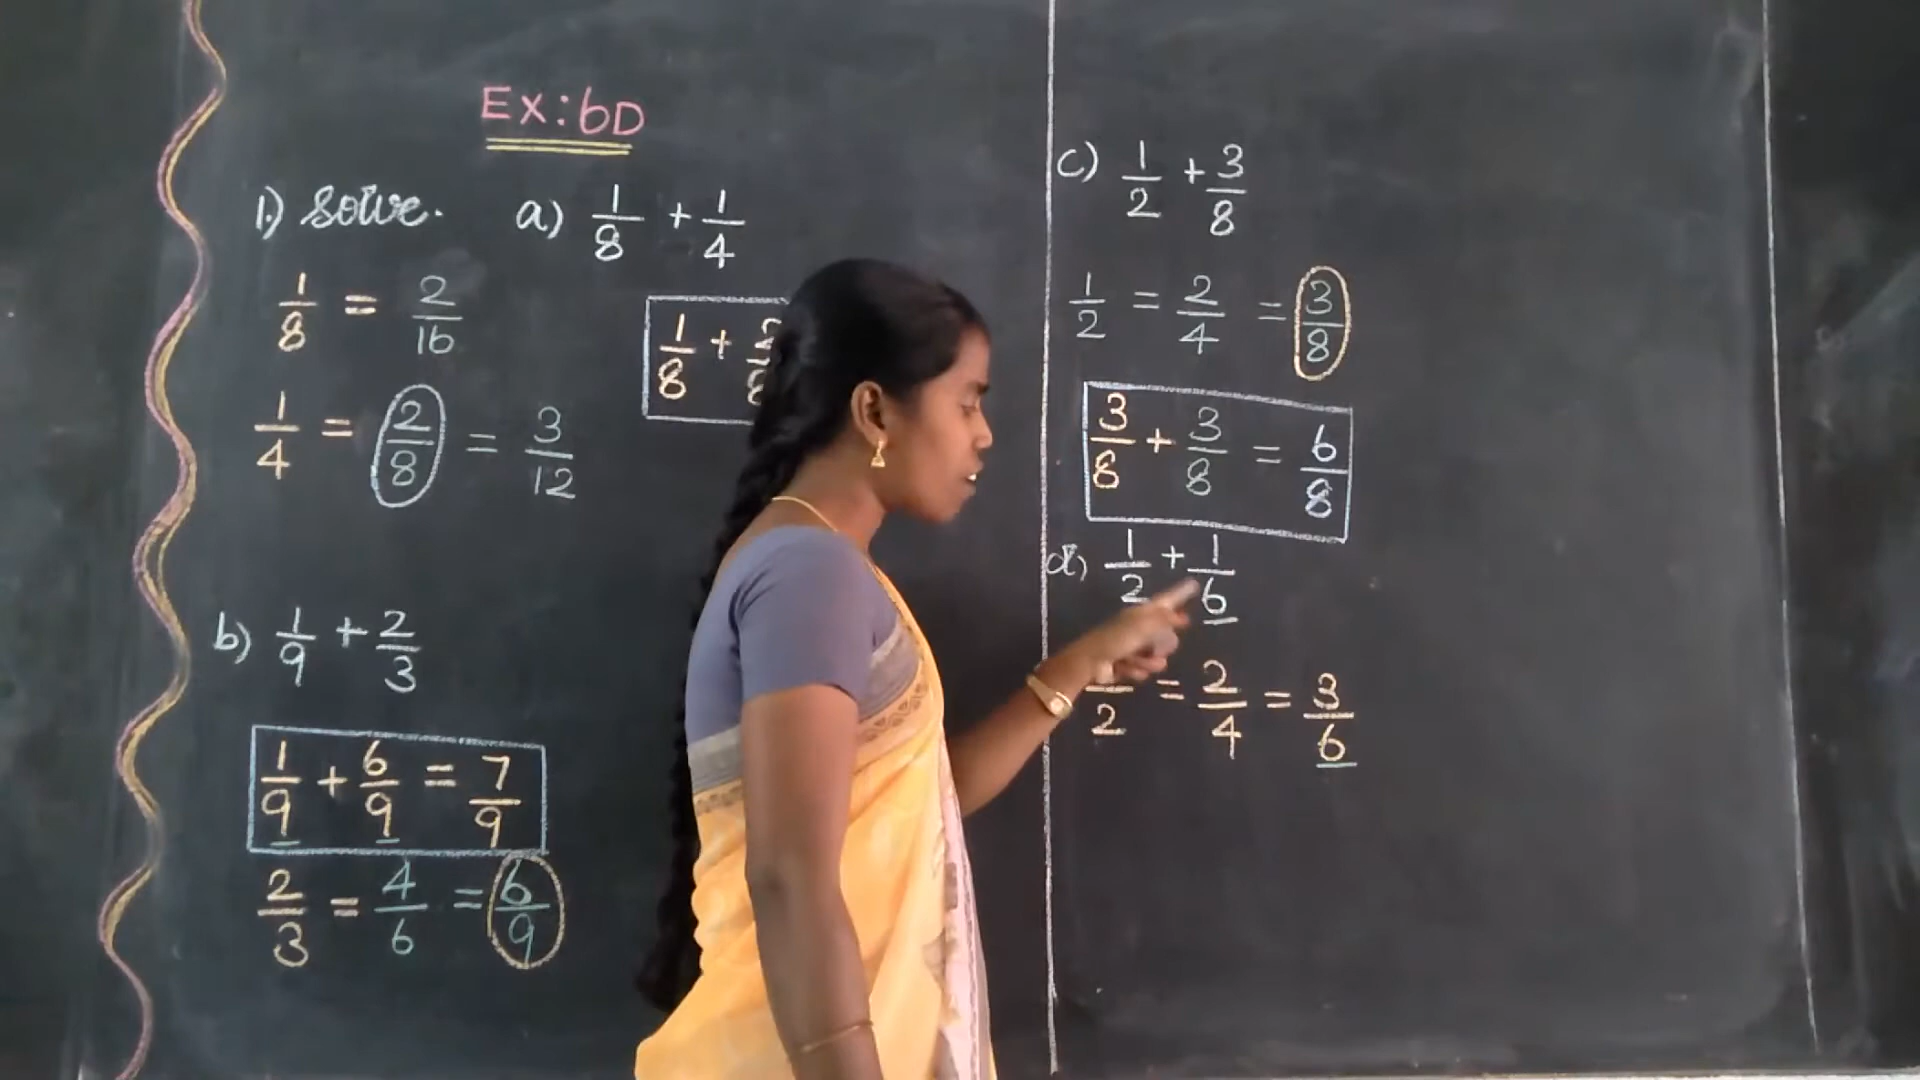 EX: 6D
1.) Solve. a) 1/8 + 1/4
1/8 = 2/16
1/8 + 2/8
1/4 = 2/8 = 3/12
b) 1/9 + 2/3
1/9 + 6/9 = 7/9
2/3 = 4/6 = 6/9
c) 1/2 + 3/8
1/2 = 2/4 = 3/8
3/8 + 3/8 = 6/8
d) 1/2 + 1/6
/2 = 2/4 = 3/6